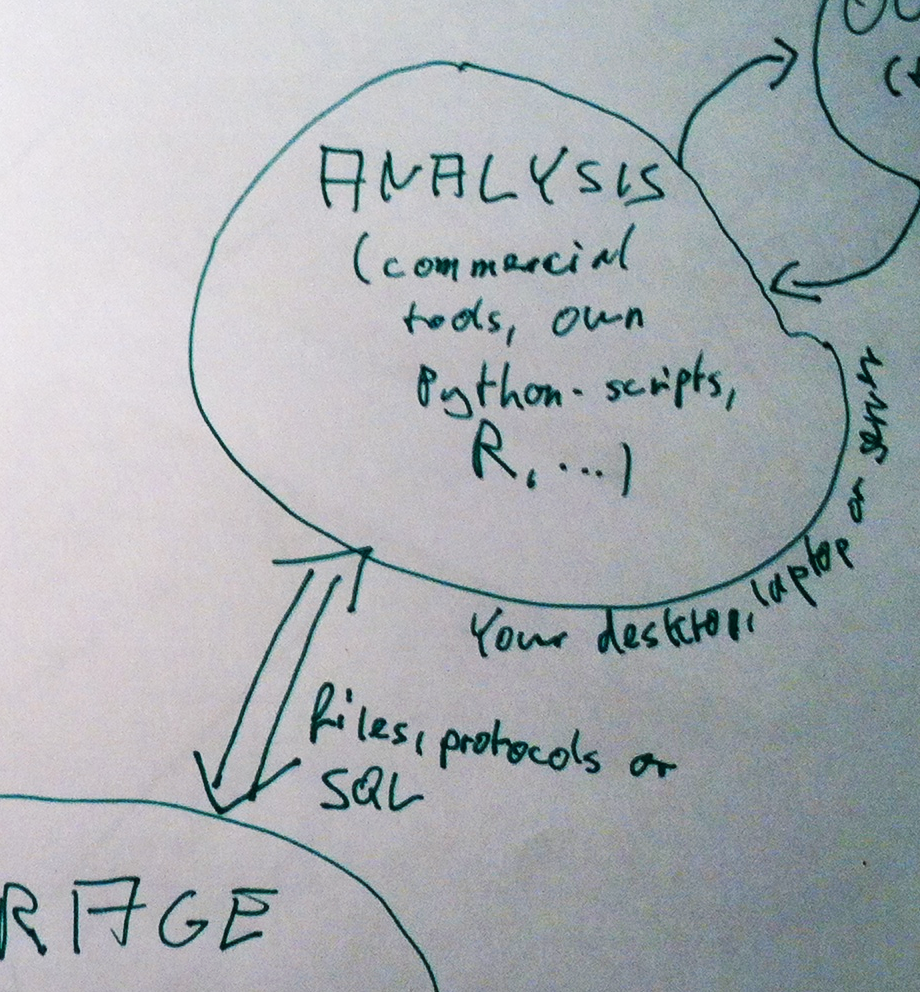 ANALYSIS
(commercial
tools, own
Python-scripts,
R, ...)
Your desktop, laptop or server
files, protocols or
SQL
RAGE